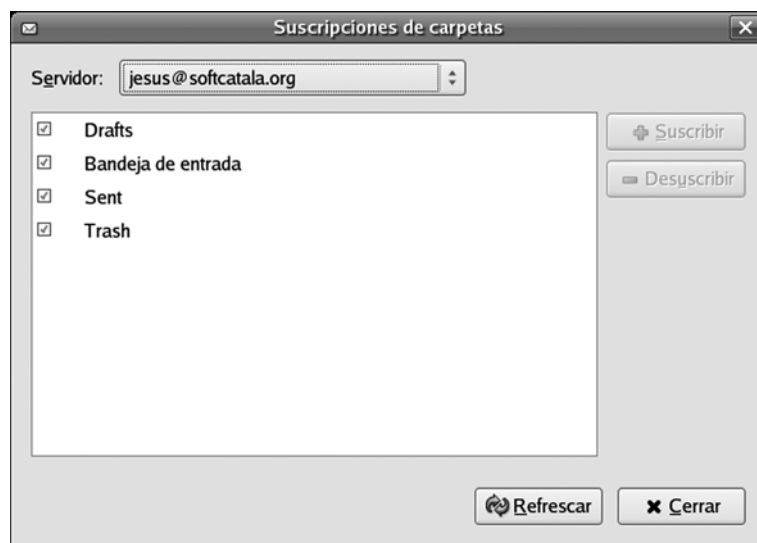 Suscripciones de carpetas
Servidor: jesus@softcatala.org
Drafts
Bandeja de entrada
Sent
Trash
Suscribir
Desuscribir
Refrescar
Cerrar